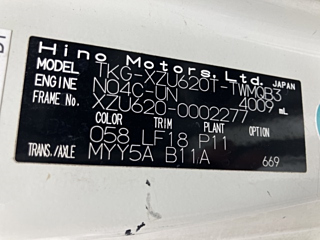 Hino Motors, Ltd. JAPAN
MODEL TKG-XZU620T-TWMQB3
ENGINE N04C-UN 4009 mL
FRAME No. XZU620-0002277
COLOR TRIM PLANT OPTION
058 LF18 P11
TRANS./AXLE MYY5A B11A 669